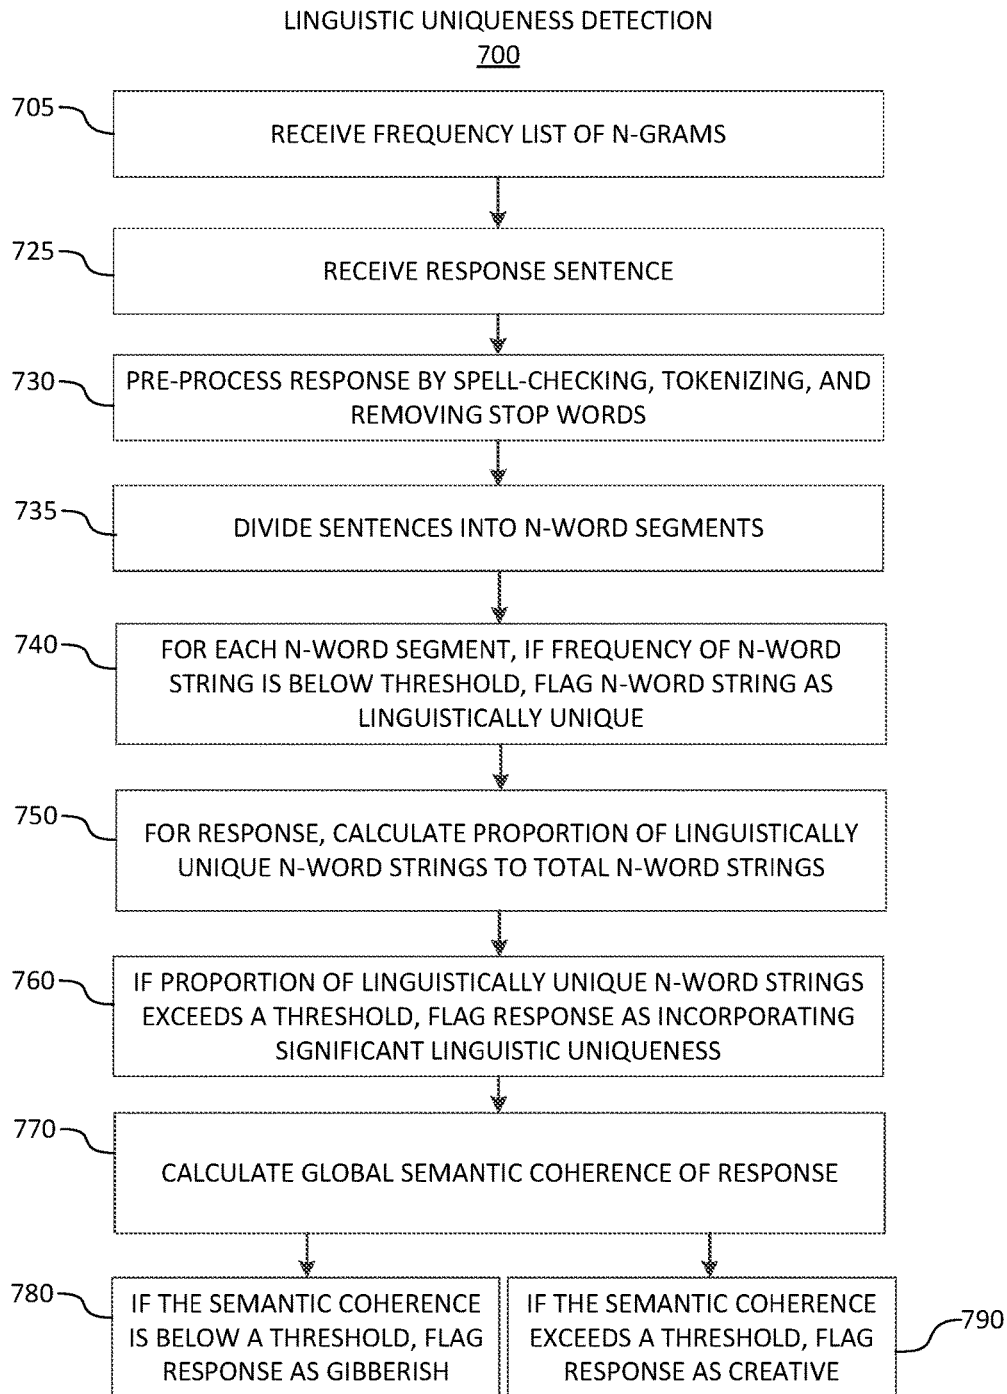 LINGUISTIC UNIQUENESS DETECTION
700
705
RECEIVE FREQUENCY LIST OF N-GRAMS
725
RECEIVE RESPONSE SENTENCE
730
PRE-PROCESS RESPONSE BY SPELL-CHECKING, TOKENIZING, AND
REMOVING STOP WORDS
735
DIVIDE SENTENCES INTO N-WORD SEGMENTS
740
FOR EACH N-WORD SEGMENT, IF FREQUENCY OF N-WORD
STRING IS BELOW THRESHOLD, FLAG N-WORD STRING AS
LINGUISTICALLY UNIQUE
750
FOR RESPONSE, CALCULATE PROPORTION OF LINGUISTICALLY
UNIQUE N-WORD STRINGS TO TOTAL N-WORD STRINGS
760
IF PROPORTION OF LINGUISTICALLY UNIQUE N-WORD STRINGS
EXCEEDS A THRESHOLD, FLAG RESPONSE AS INCORPORATING
SIGNIFICANT LINGUISTIC UNIQUENESS
770
CALCULATE GLOBAL SEMANTIC COHERENCE OF RESPONSE
780
IF THE SEMANTIC COHERENCE
IS BELOW A THRESHOLD, FLAG
RESPONSE AS GIBBERISH
IF THE SEMANTIC COHERENCE
EXCEEDS A THRESHOLD, FLAG
RESPONSE AS CREATIVE
790